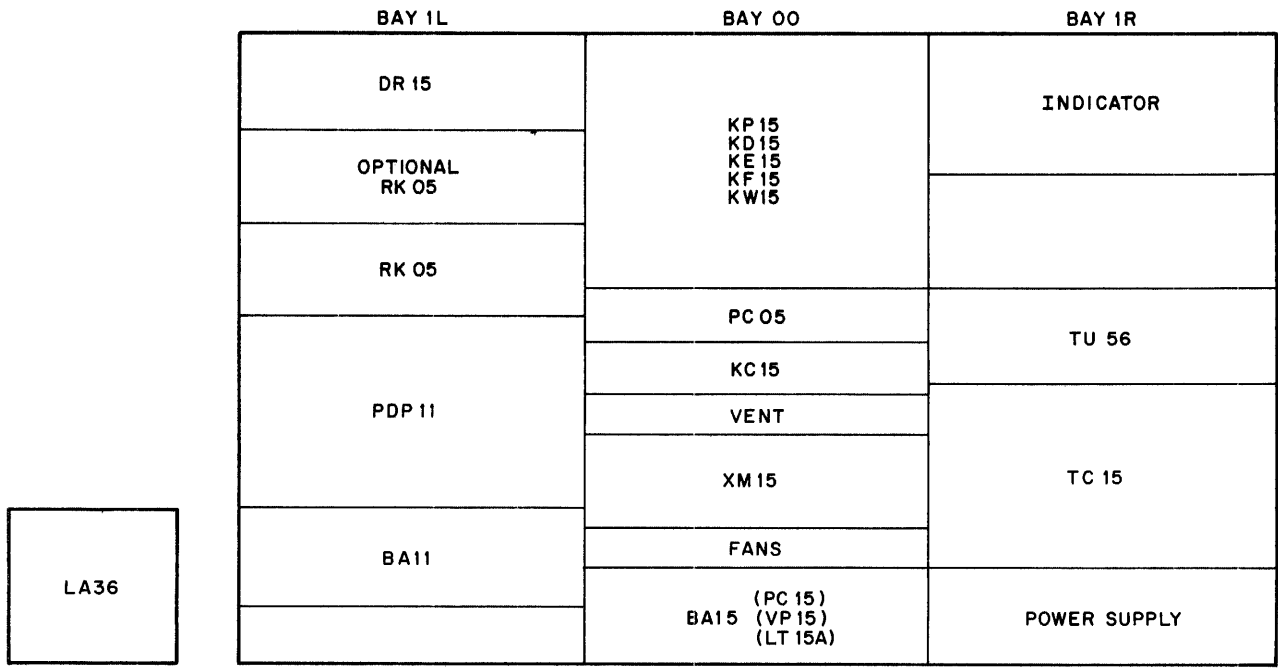 BAY 1L
BAY 00
BAY 1R
DR 15
OPTIONAL
RK 05
RK 05
PDP 11
BA11
LA36
KP15
KD15
KE15
KF15
KW15
PC 05
KC15
VENT
XM15
FANS
BA15 (PC 15)
(VP 15)
(LT 15A)
INDICATOR
TU 56
TC 15
POWER SUPPLY